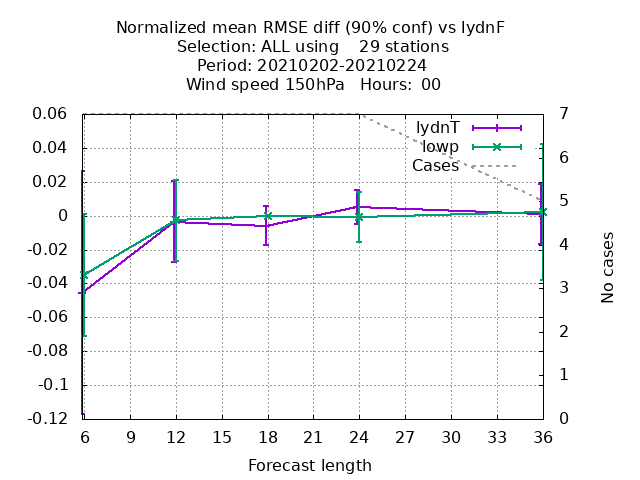 Normalized mean RMSE diff (90% conf) vs IydnF
Selection: ALL using    29 stations
Period: 20210202-20210224
Wind speed 150hPa   Hours:  00
0.06
0.04
0.02
0
-0.02
-0.04
-0.06
-0.08
-0.1
-0.12
7
6
5
4
3
2
1
0
IydnT
Iowp
Cases
No cases
6 9 12 15 18 21 24 27 30 33 36
Forecast length